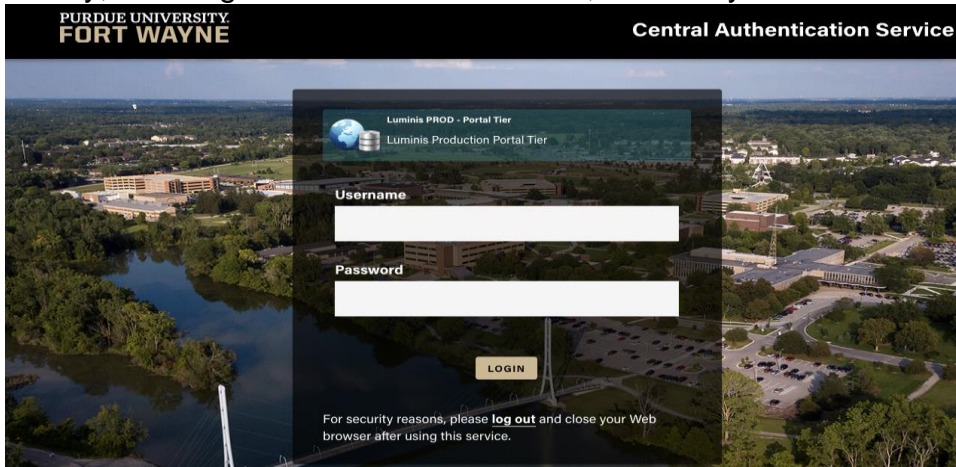 PURDUE UNIVERSITY.
FORT WAYNE
Central Authentication Service
Luminis PROD - Portal Tier
Luminis Production Portal Tier
Username
Password
LOGIN
For security reasons, please log out and close your Web
browser after using this service.